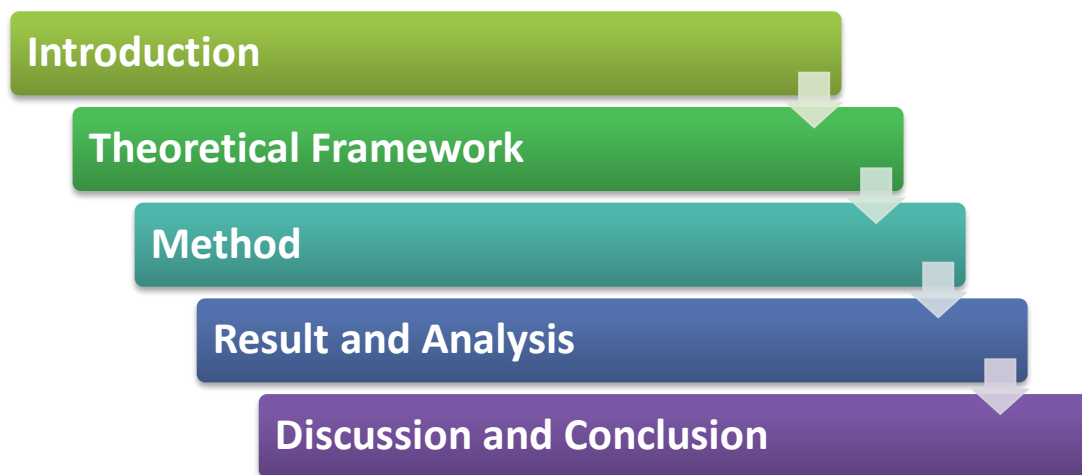 Introduction
Theoretical Framework
Method
Result and Analysis
Discussion and Conclusion